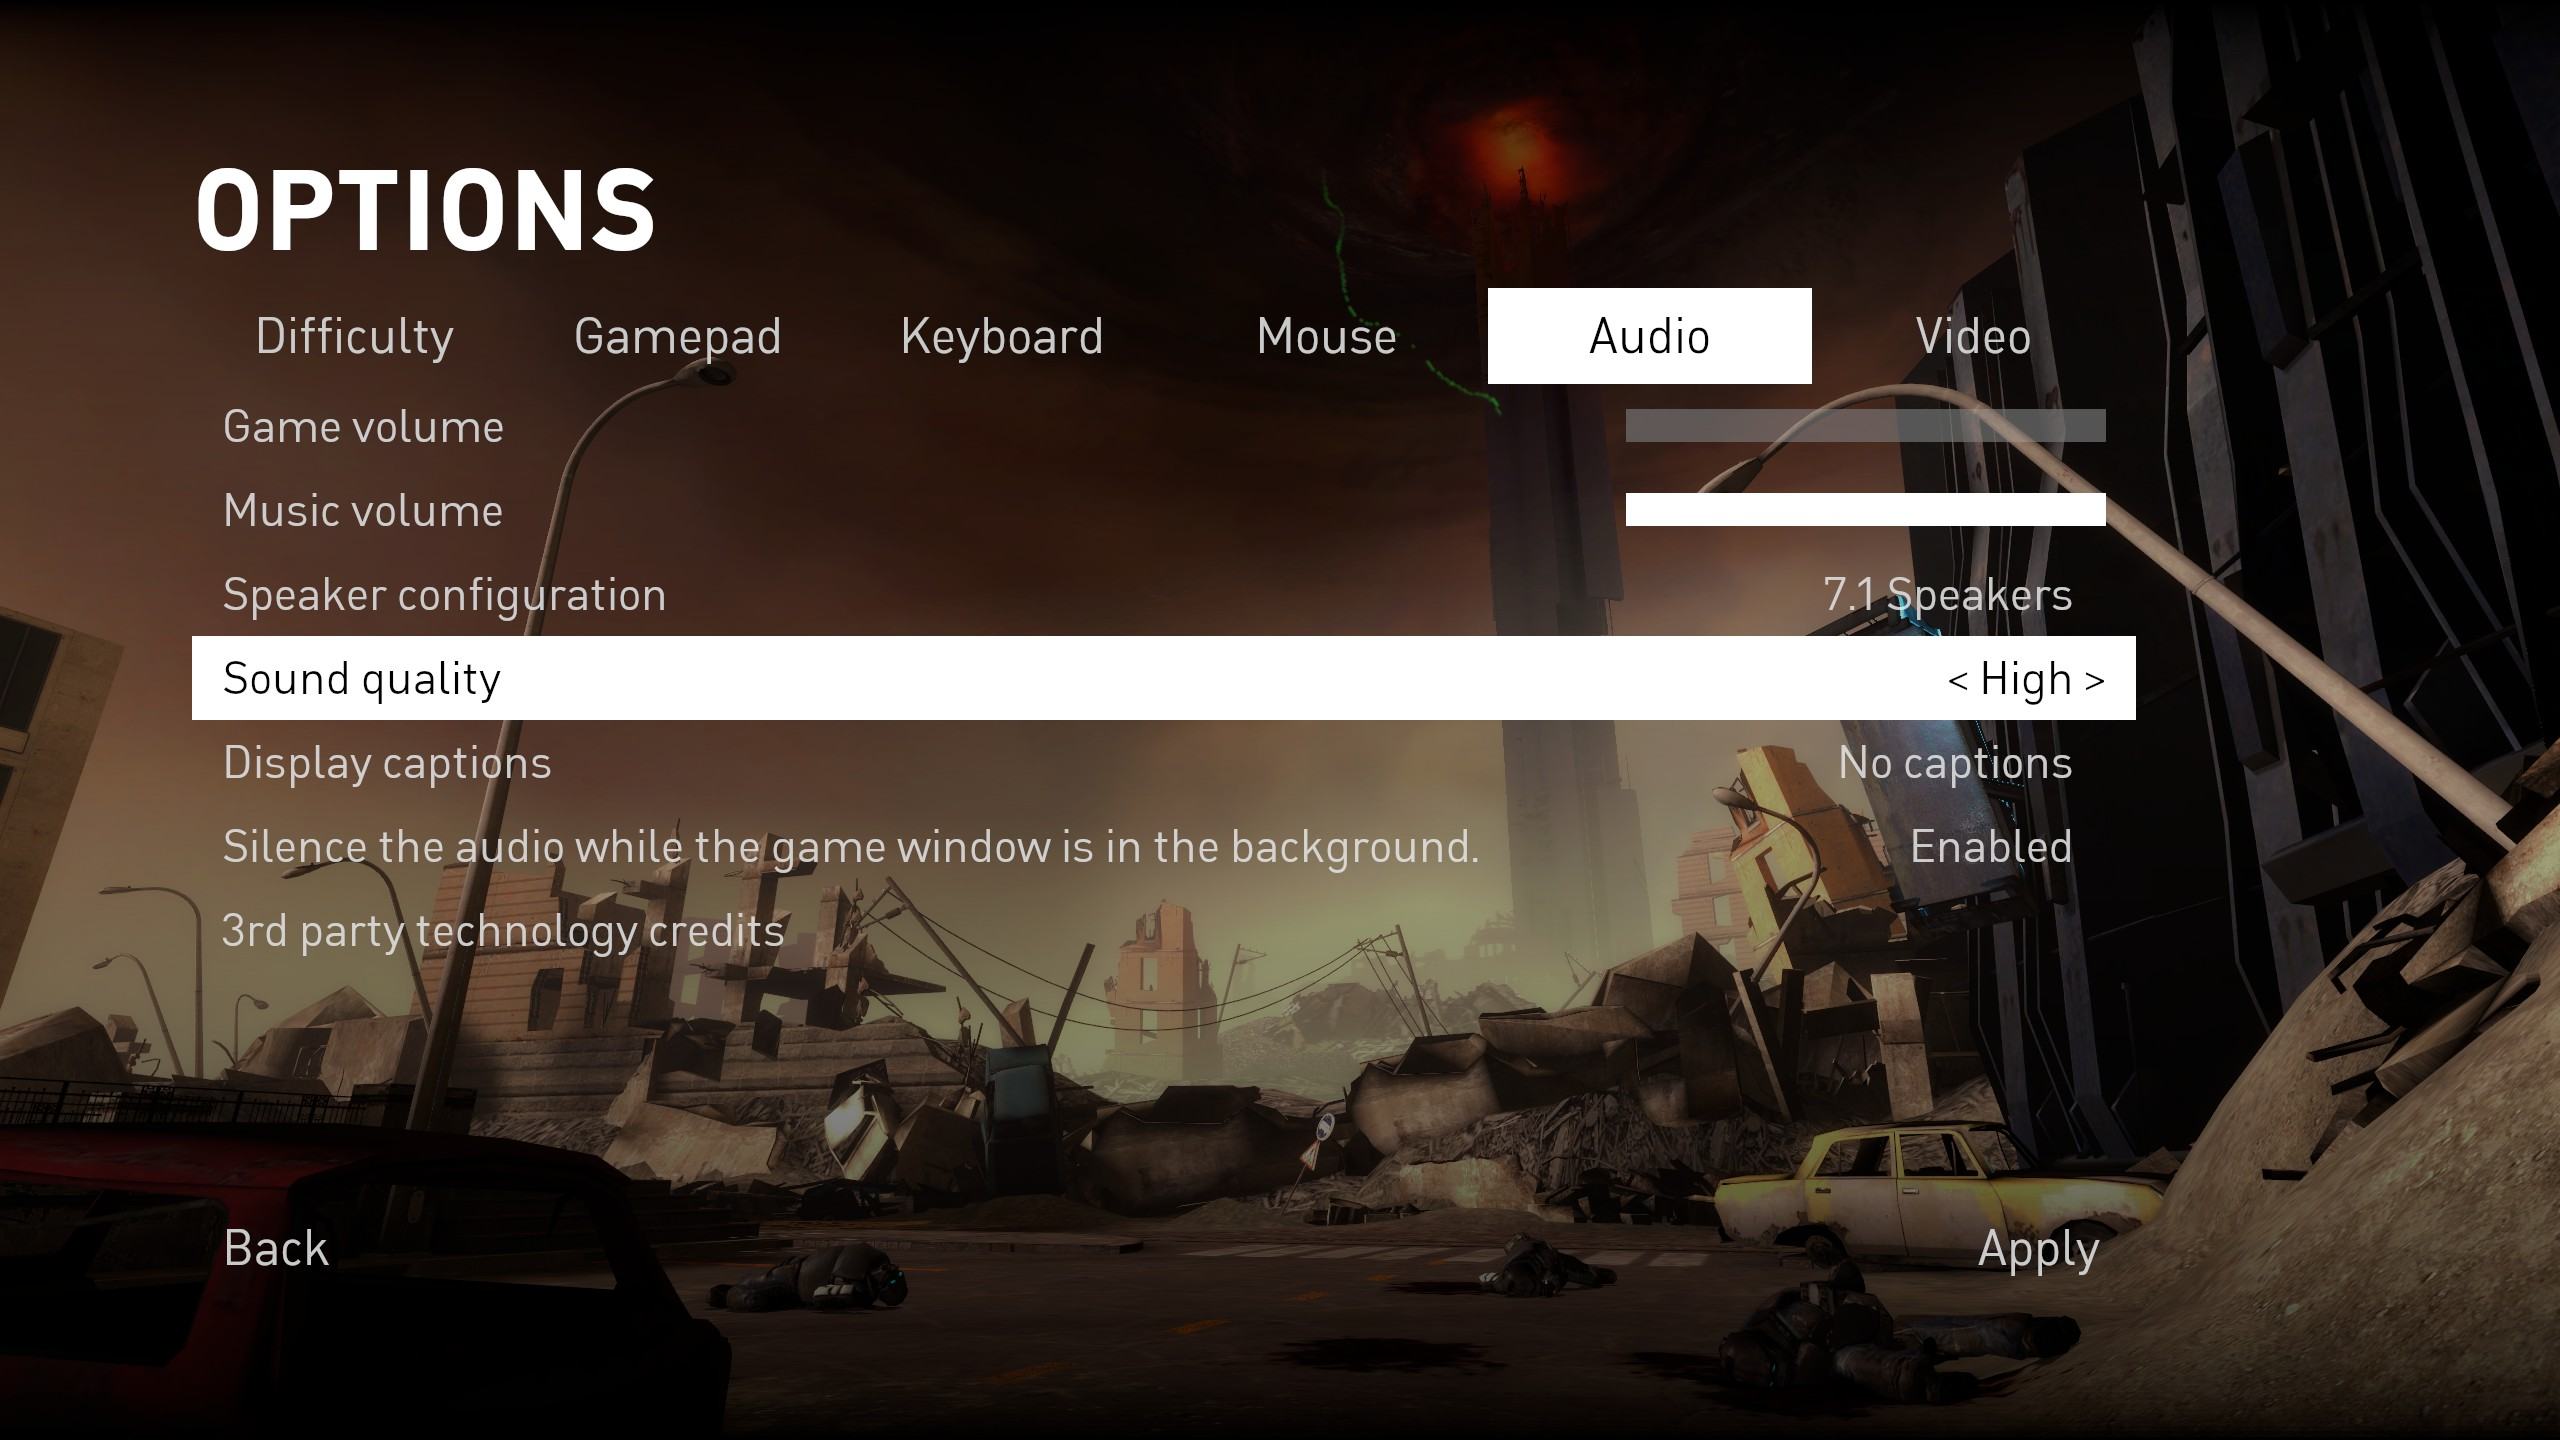 OPTIONS
Difficulty Gamepad Keyboard Mouse Audio Video
Game volume
Music volume
Speaker configuration 7.1 Speakers
Sound quality < High >
Display captions No captions
Silence the audio while the game window is in the background. Enabled
3rd party technology credits
Back Apply